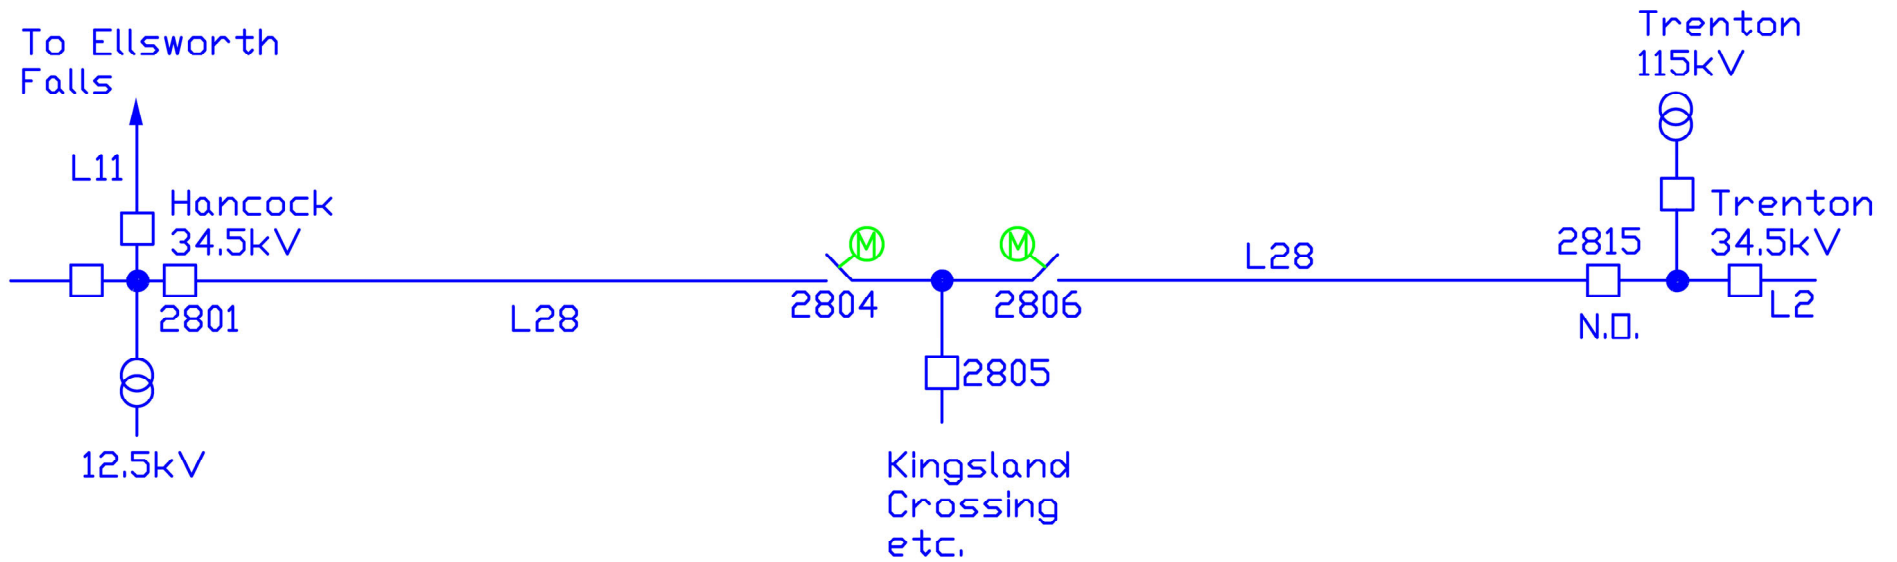 To Ellsworth
Falls
L11
Hancock
34.5kV
2801
12.5kV
L28
M
2804
M
2806
2805
Kingsland
Crossing
etc.
L28
2815
N.O.
Trenton
115kV
Trenton
34.5kV
L2